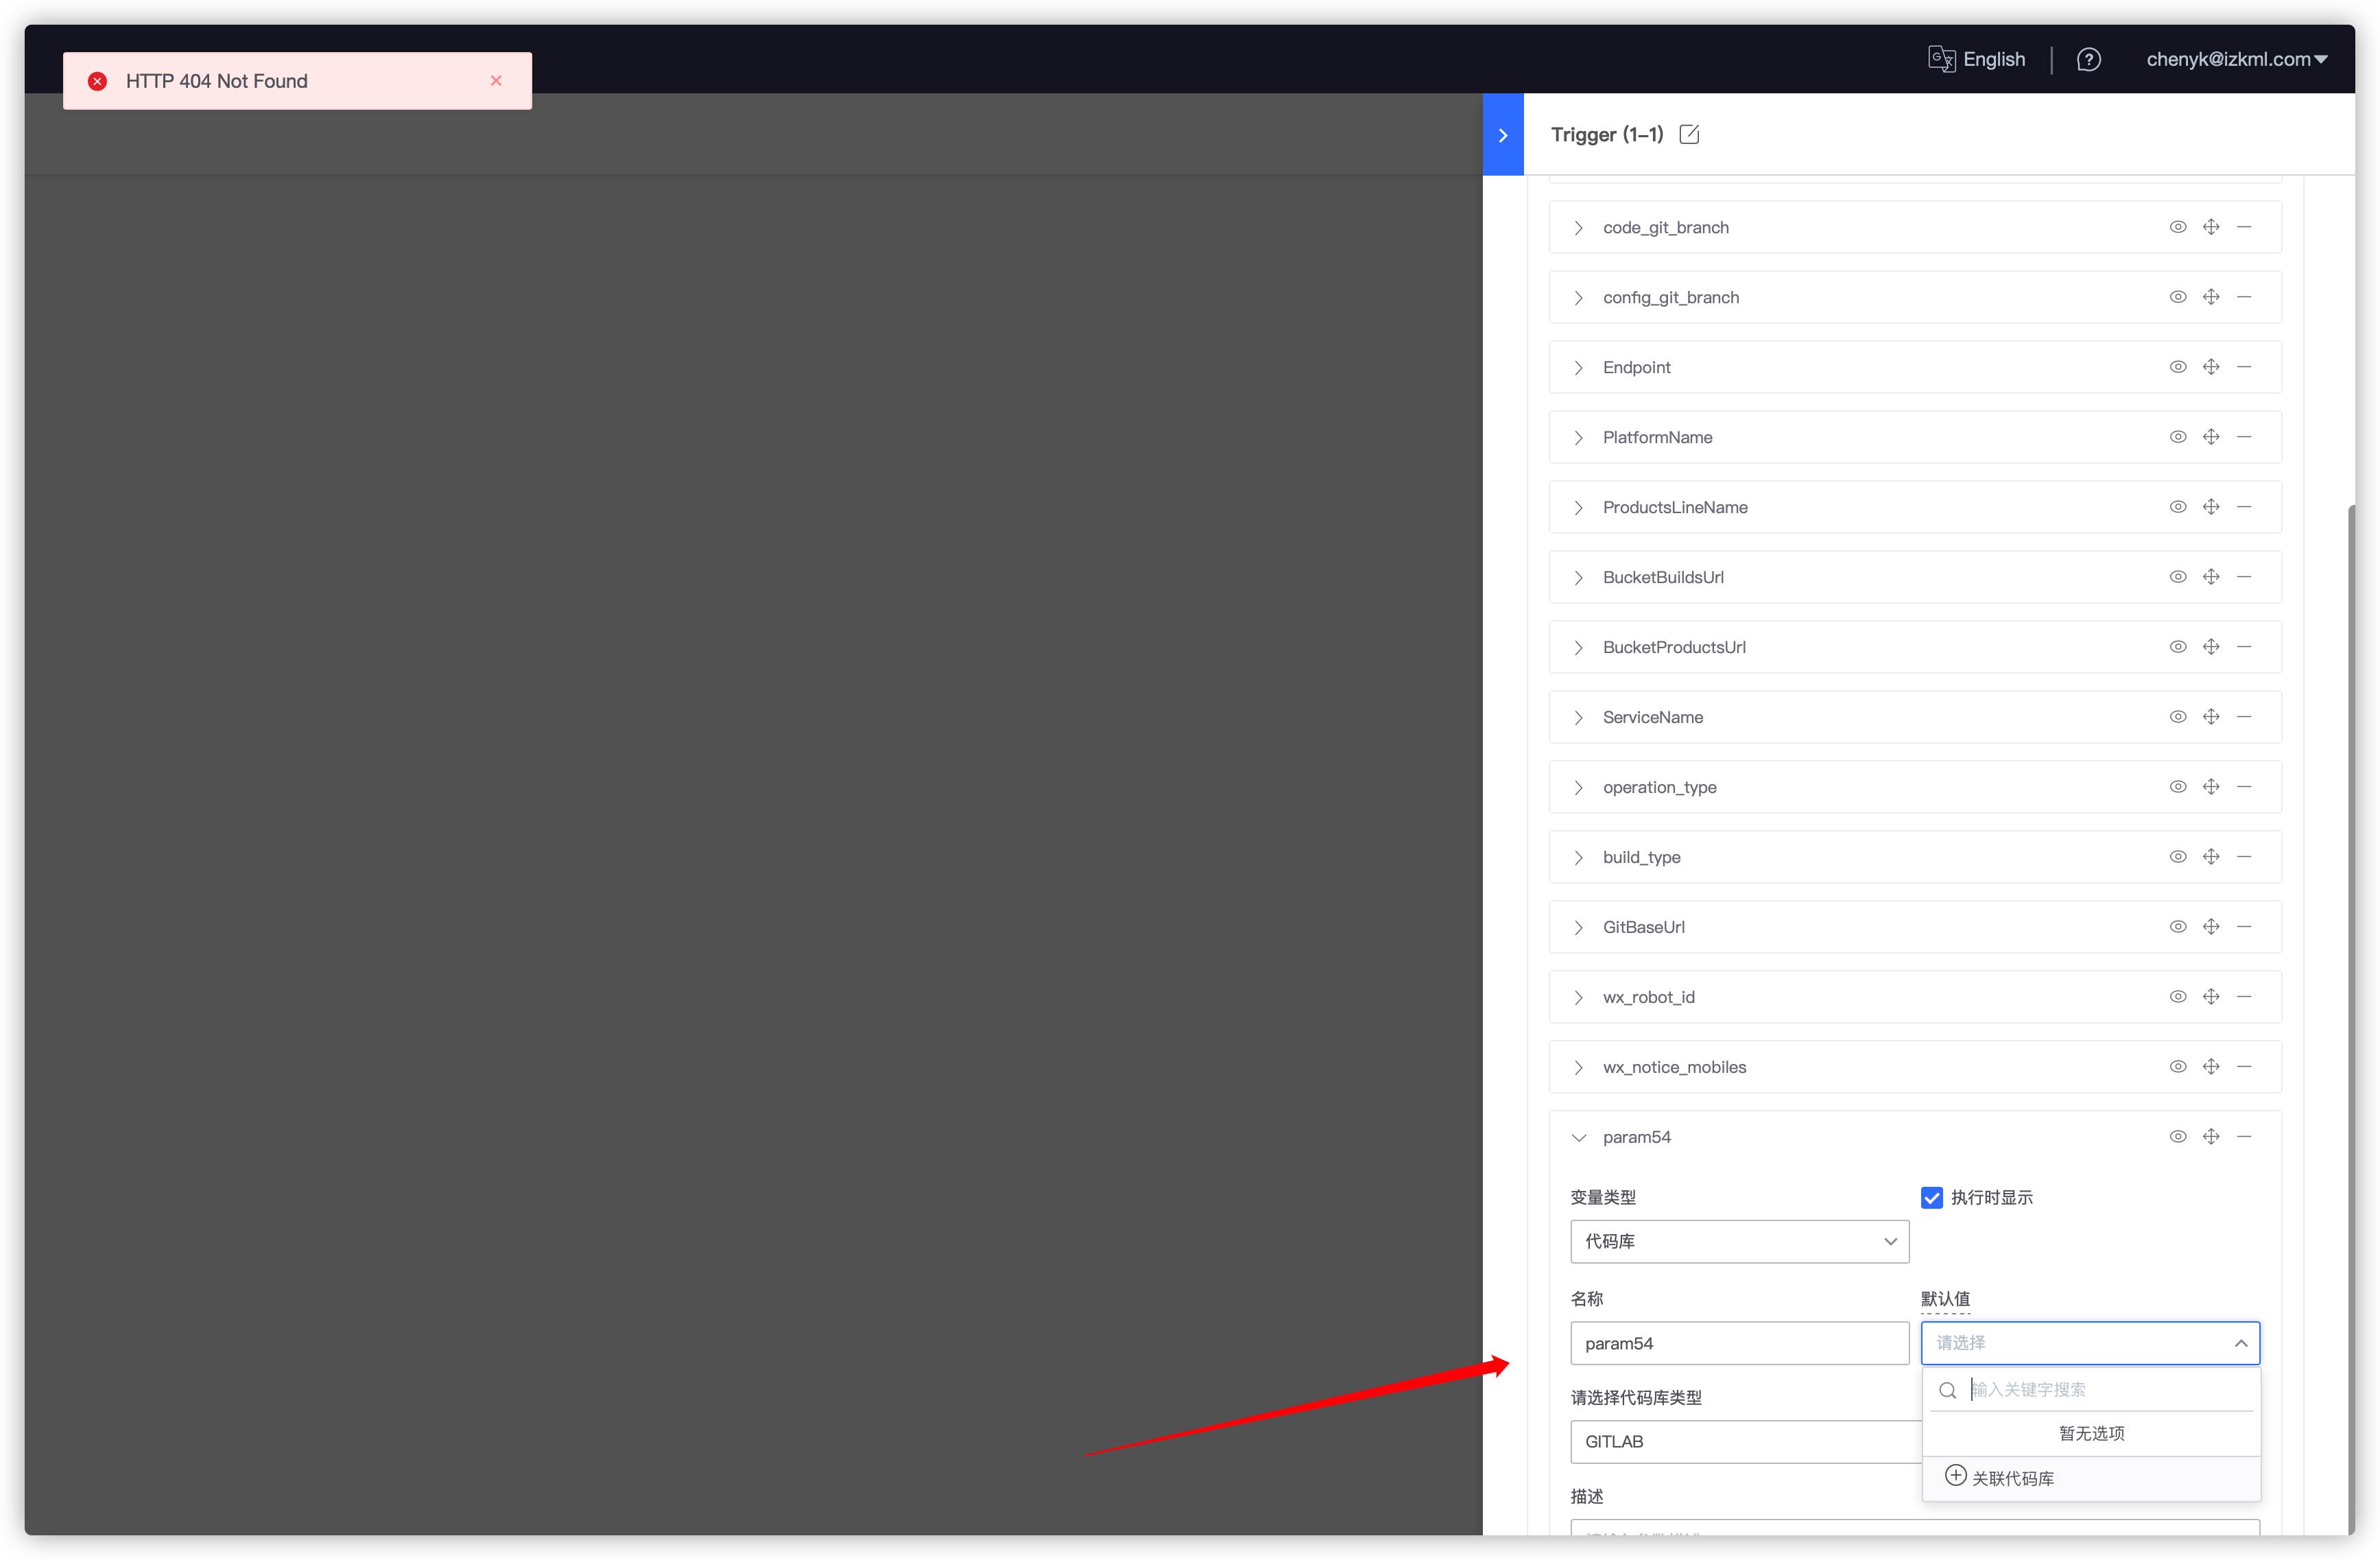 HTTP 404 Not Found
English
chenyk@izkml.com
Trigger (1-1)
code_git_branch
config_git_branch
Endpoint
PlatformName
ProductsLineName
BucketBuildsUrl
BucketProductsUrl
ServiceName
operation_type
build_type
GitBaseUrl
wx_robot_id
wx_notice_mobiles
param54
变量类型
执行时显示
代码库
名称
默认值
param54
请选择
输入关键字搜索
请选择代码库类型
暂无选项
GITLAB
关联代码库
描述